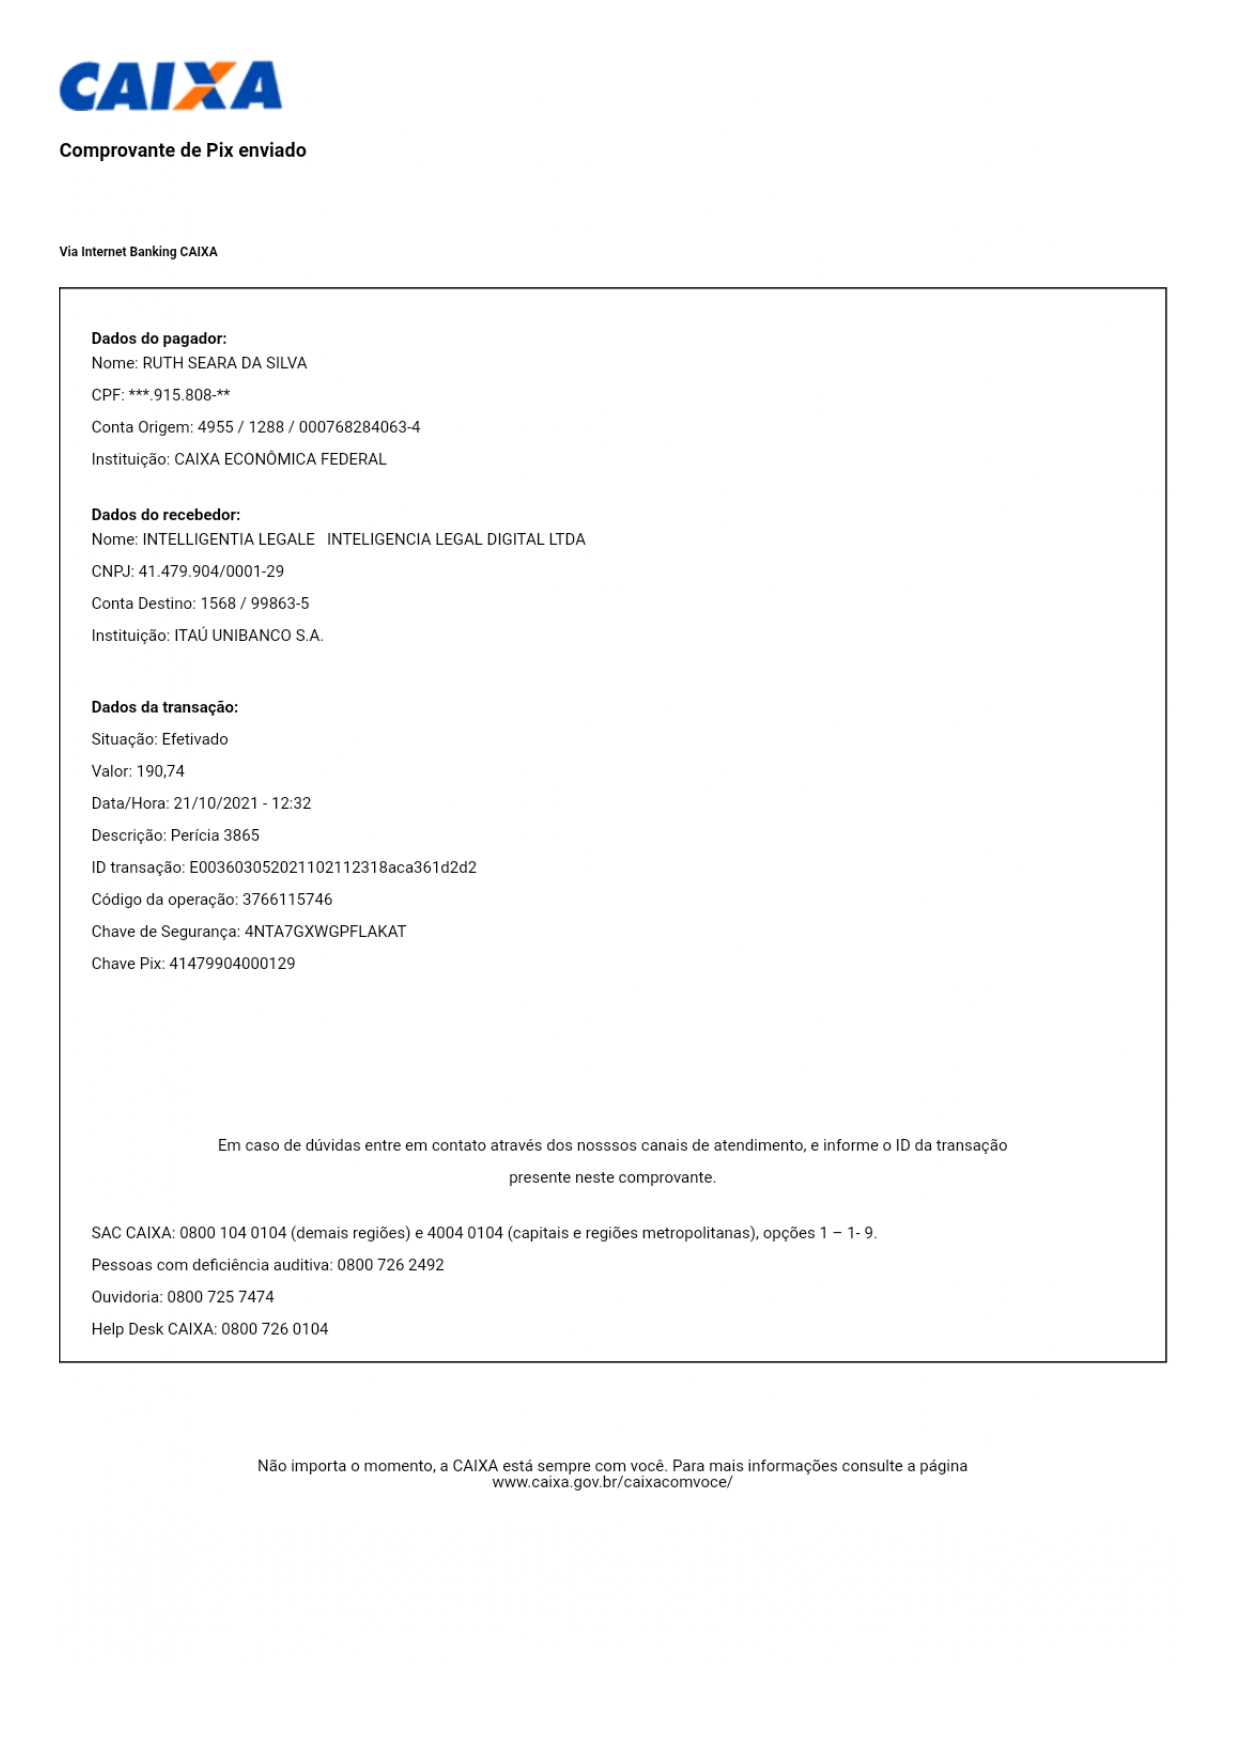 CAIXA
Comprovante de Pix enviado
Via Internet Banking CAIXA
Dados do pagador:
Nome: RUTH SEARA DA SILVA
CPF: ***.915.808-**
Conta Origem: 4955 / 1288 / 000768284063-4
Instituição: CAIXA ECONÔMICA FEDERAL
Dados do recebedor:
Nome: INTELLIGENTIA LEGALE   INTELIGENCIA LEGAL DIGITAL LTDA
CNPJ: 41.479.904/0001-29
Conta Destino: 1568 / 99863-5
Instituição: ITAÚ UNIBANCO S.A.
Dados da transação:
Situação: Efetivado
Valor: 190,74
Data/Hora: 21/10/2021 - 12:32
Descrição: Perícia 3865
ID transação: E003603052021102112318aca361d2d2
Código da operação: 3766115746
Chave de Segurança: 4NTA7GXWGPFLAKAT
Chave Pix: 41479904000129
Em caso de dúvidas entre em contato através dos nosssos canais de atendimento, e informe o ID da transação
presente neste comprovante.
SAC CAIXA: 0800 104 0104 (demais regiões) e 4004 0104 (capitais e regiões metropolitanas), opções 1 – 1- 9.
Pessoas com deficiência auditiva: 0800 726 2492
Ouvidoria: 0800 725 7474
Help Desk CAIXA: 0800 726 0104
Não importa o momento, a CAIXA está sempre com você. Para mais informações consulte a página
www.caixa.gov.br/caixacomvoce/